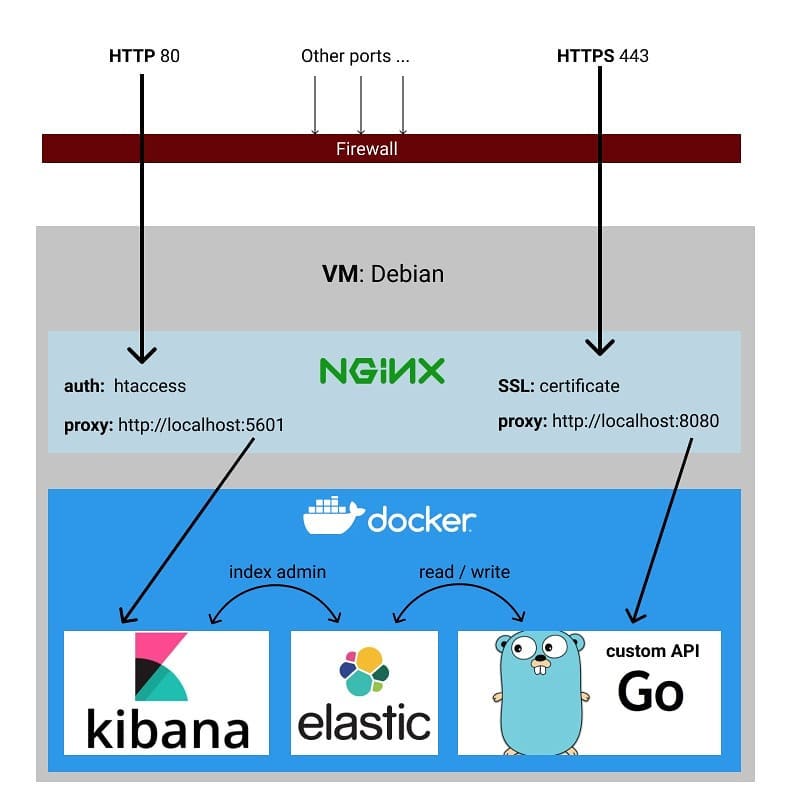 HTTP 80
Other ports ...
HTTPS 443
Firewall
VM: Debian
NGiNX
auth: htaccess
proxy: http://localhost:5601
SSL: certificate
proxy: http://localhost:8080
docker
index admin
read / write
kibana
elastic
custom API
Go